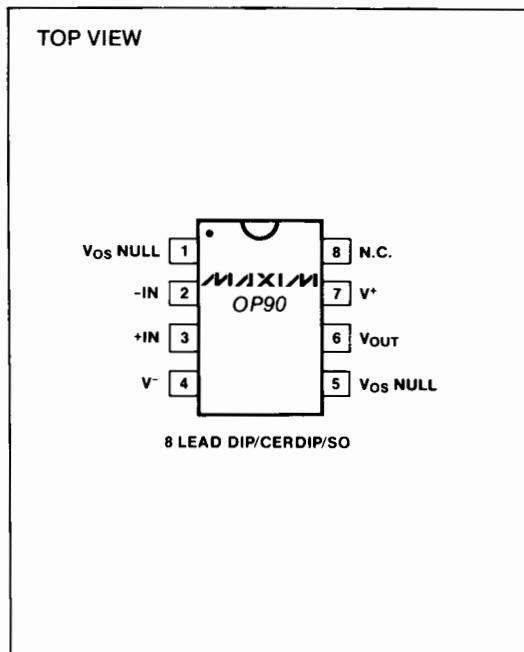 TOP VIEW
VOS NULL 1 8 N.C.
-IN 2 MAXIM 7 V+
OP90
+IN 3 6 VOUT
V- 4 5 VOS NULL
8 LEAD DIP/CERDIP/SO